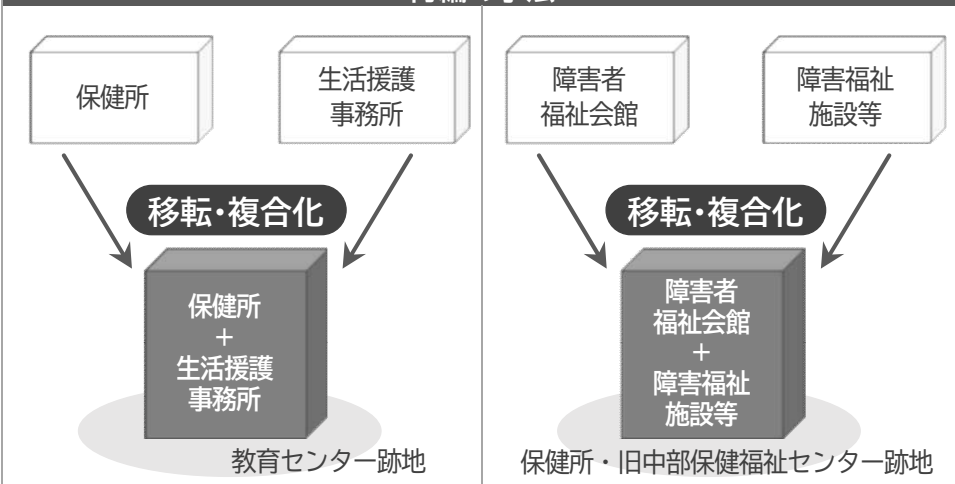 保健所
生活援護
事務所
移転・複合化
保健所
＋
生活援護
事務所
教育センター跡地
障害者
福祉会館
障害福祉
施設等
移転・複合化
障害者
福祉会館
＋
障害福祉
施設等
保健所・旧中部保健福祉センター跡地